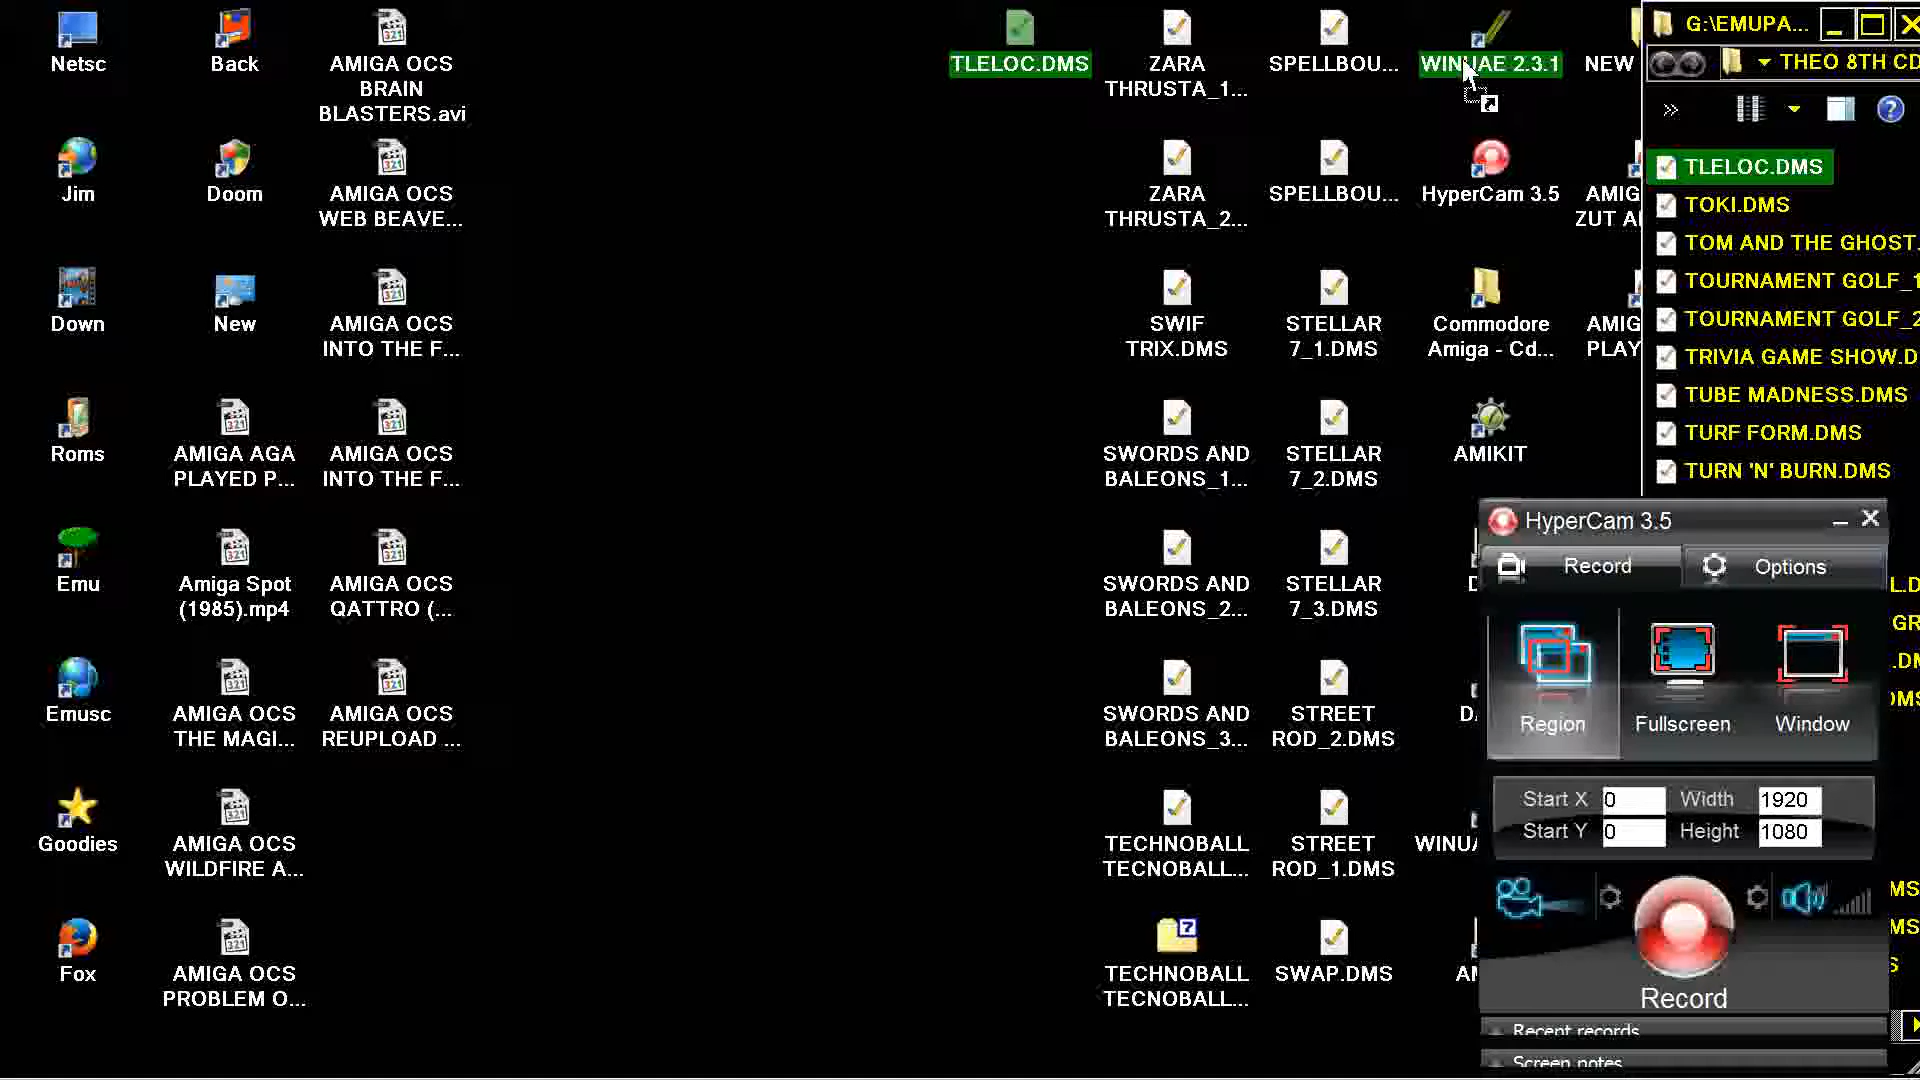 Netsc
Back
AMIGA OCS
BRAIN
BLASTERS.avi
TLELOC.DMS
ZARA
THRUSTA_1...
SPELLBOU...
WINUAE 2.3.1
NEW
Jim
Doom
AMIGA OCS
WEB BEAVE...
ZARA
THRUSTA_2...
SPELLBOU...
HyperCam 3.5
AMIG
ZUT A
Down
New
AMIGA OCS
INTO THE F...
SWIF
TRIX.DMS
STELLAR
7_1.DMS
Commodore
Amiga - Cd...
AMIG
PLAY
Roms
AMIGA AGA
PLAYED P...
AMIGA OCS
INTO THE F...
SWORDS AND
BALEONS_1...
STELLAR
7_2.DMS
AMIKIT
Emu
Amiga Spot
(1985).mp4
AMIGA OCS
QATTRO (...
SWORDS AND
BALEONS_2...
STELLAR
7_3.DMS
Emusc
AMIGA OCS
THE MAGI...
AMIGA OCS
REUPLOAD ...
SWORDS AND
BALEONS_3...
STREET
ROD_2.DMS
Goodies
AMIGA OCS
WILDFIRE A...
TECHNOBALL
TECNOBALL...
STREET
ROD_1.DMS
WINUA
Fox
AMIGA OCS
PROBLEM O...
TECHNOBALL
TECNOBALL...
SWAP.DMS
G:\EMUPA...
THEO 8TH CD
TLELOC.DMS
TOKI.DMS
TOM AND THE GHOST.
TOURNAMENT GOLF_1
TOURNAMENT GOLF_2
TRIVIA GAME SHOW.D
TUBE MADNESS.DMS
TURF FORM.DMS
TURN 'N' BURN.DMS
HyperCam 3.5
Record
Options
Region
Fullscreen
Window
Start X 0 Width 1920
Start Y 0 Height 1080
Record
Recent records
Screen notes